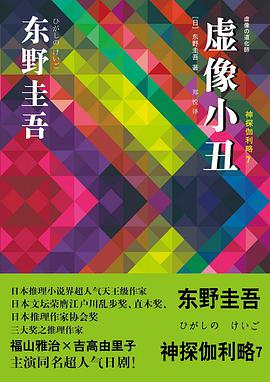 虚像の道化師
虚像小丑
[日] 东野圭吾 著
郑悦 译
神探伽利略7
ひがしの けいご
东野圭吾
日本推理小说界超人气天王级作家
日本文坛荣膺江户川乱步奖、直木奖、
日本推理作家协会奖
三大奖之推理作家
福山雅治×吉高由里子
主演同名超人气日剧!
东野圭吾
ひがしの けいご
神探伽利略7